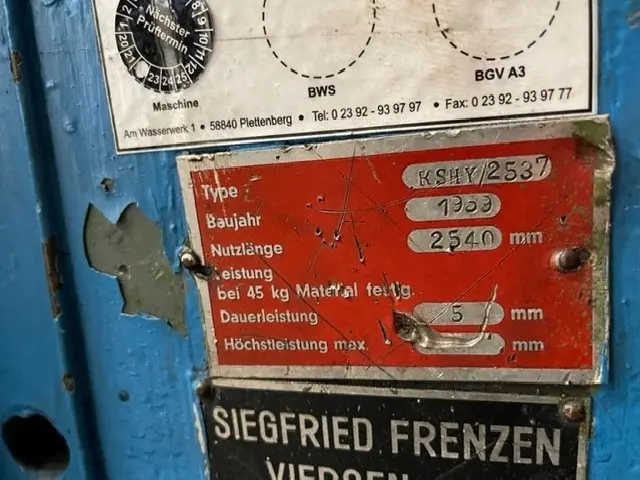 Nächster
Prüftermin
Maschine
BWS
BGV A3
Am Wasserwerk 1 • 58840 Plettenberg • Tel: 0 23 92 - 93 97 97 • Fax: 0 23 92 - 93 97 77
Type KSHY/2537
Baujahr 1969
Nutzlänge 2540 mm
Leistung
bei 45 kg Material festig.
Dauerleistung 5 mm
Höchstleistung max. mm
SIEGFRIED FRENZEN